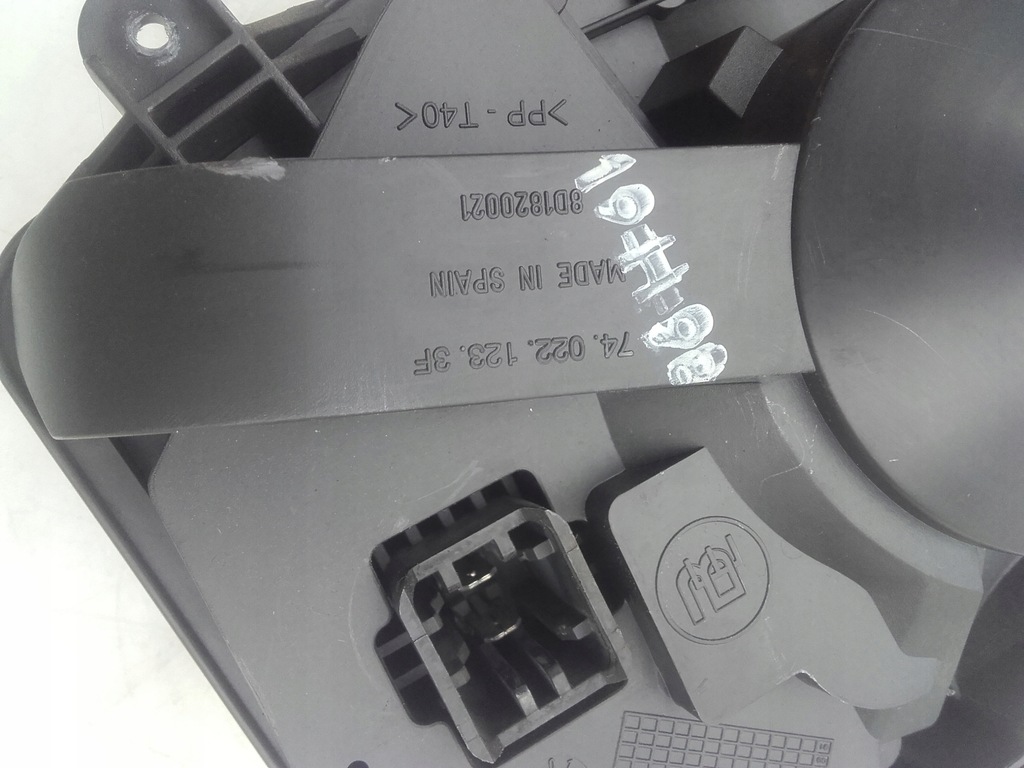 74. 022. 123. 3F
MADE IN SPAIN
8D1820021
>PP - T40<